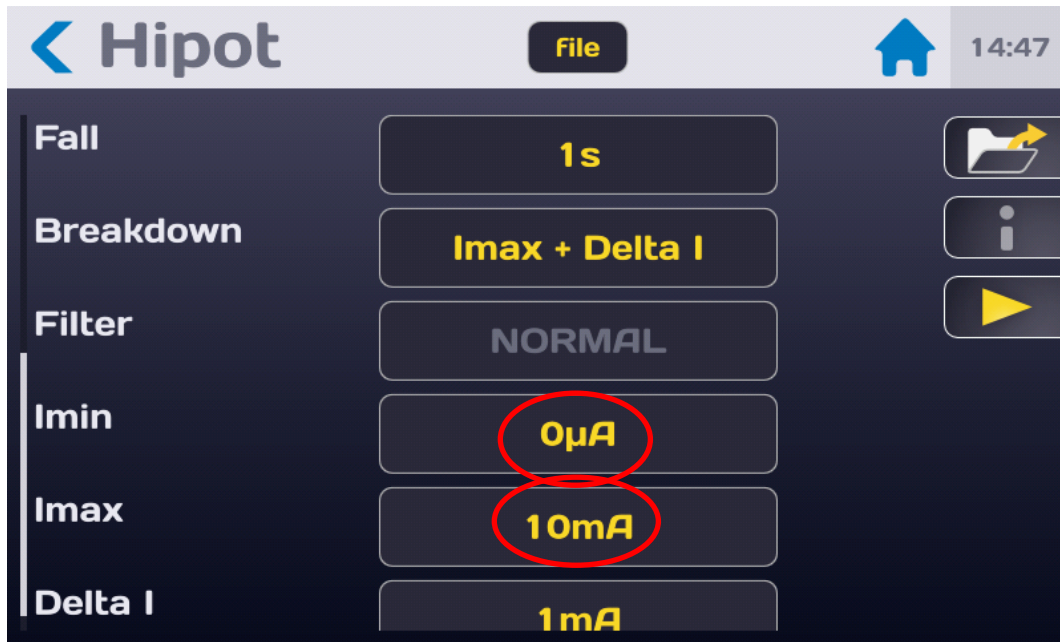 Hipot
file
14:47
Fall
1s
Breakdown
Imax + Delta I
Filter
NORMAL
Imin
0µA
Imax
10mA
Delta I
1mA